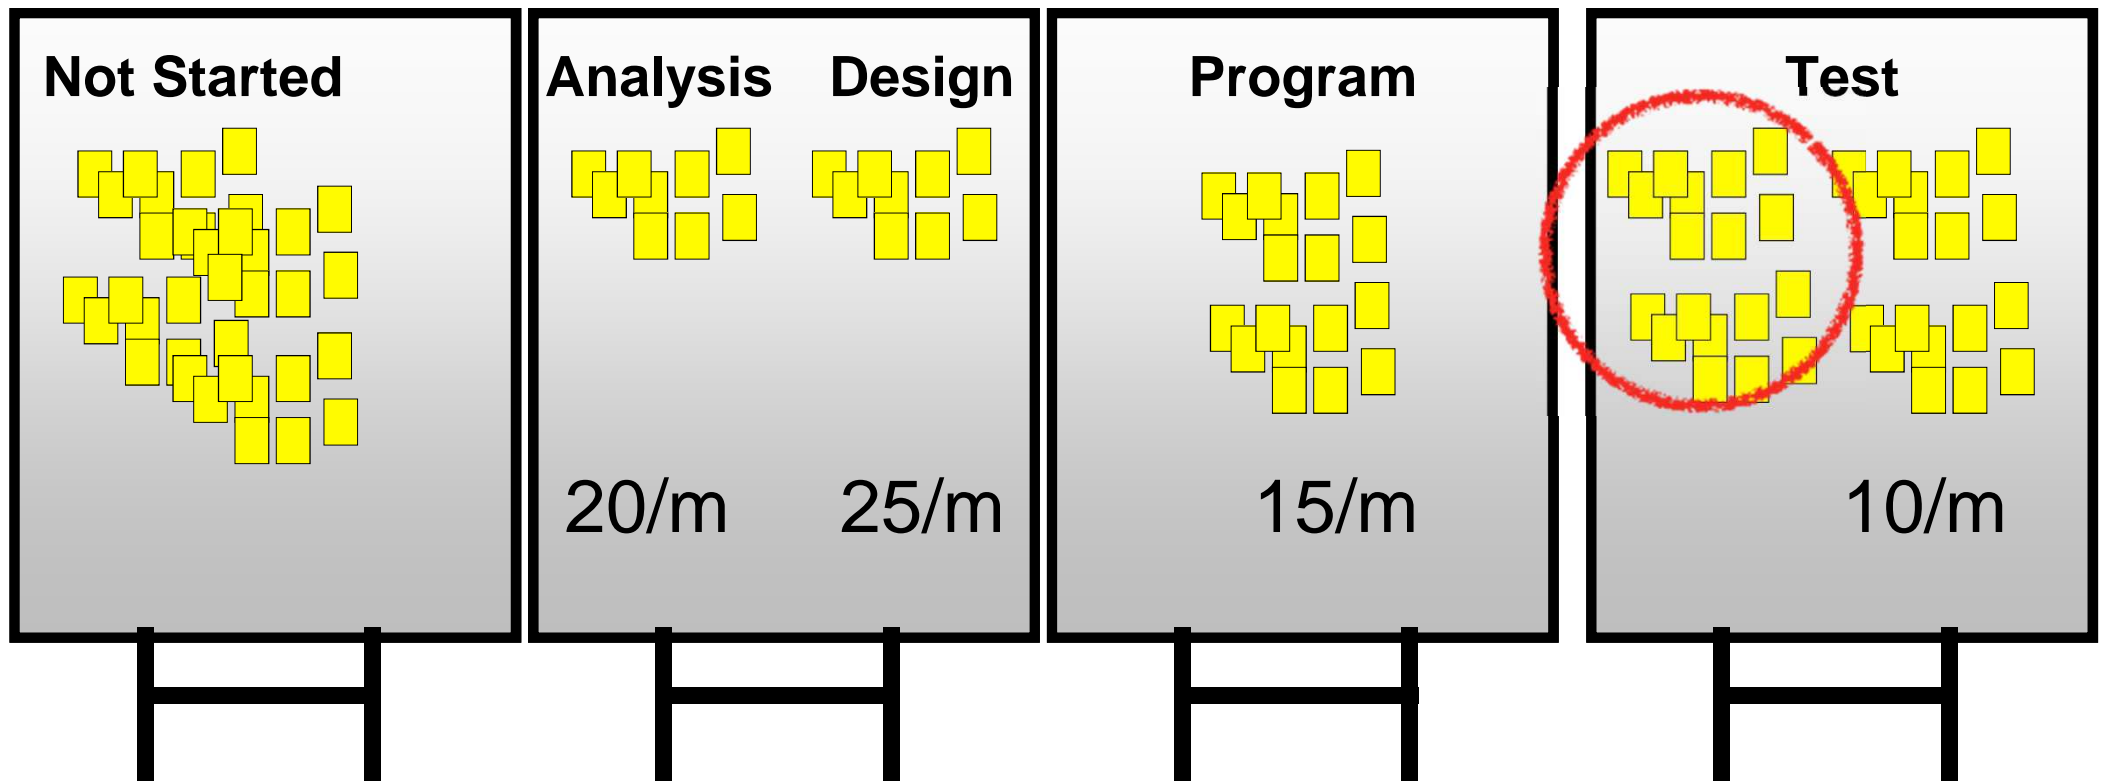 Not Started
Analysis
Design
Program
Test
20/m
25/m
15/m
10/m